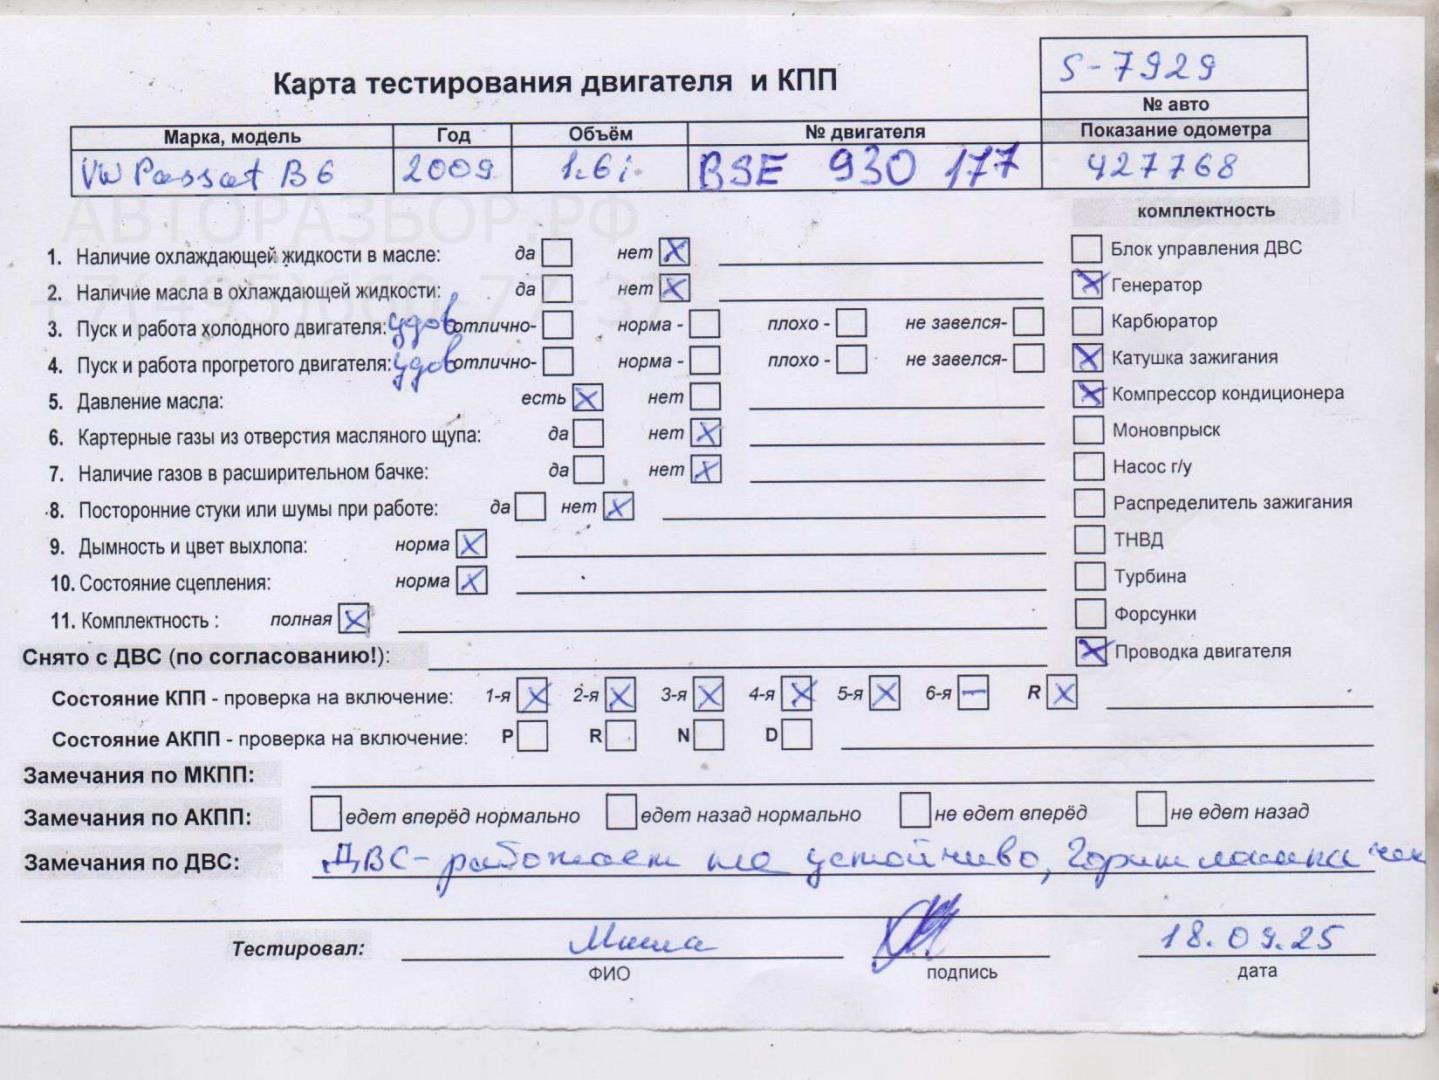 S-7929
Карта тестирования двигателя и КПП
№ авто
Марка, модель Год Объём № двигателя Показание одометра
VW Passat B6 2009 1.6i BSE 930 177 427768
АВТОРАЗБОР.РФ
комплектность
1. Наличие охлаждающей жидкости в масле: да нет X
Блок управления ДВС
2. Наличие масла в охлаждающей жидкости: да нет X
X Генератор
3. Пуск и работа холодного двигателя: удов отлично- норма - плохо - не завелся-
Карбюратор
4. Пуск и работа прогретого двигателя: удов отлично- норма - плохо - не завелся-
X Катушка зажигания
5. Давление масла: есть X нет
X Компрессор кондиционера
6. Картерные газы из отверстия масляного щупа: да нет X
Моновпрыск
7. Наличие газов в расширительном бачке: да нет X
Насос г/у
8. Посторонние стуки или шумы при работе: да нет X
Распределитель зажигания
9. Дымность и цвет выхлопа: норма X
ТНВД
10. Состояние сцепления: норма X
Турбина
11. Комплектность : полная X
Форсунки
Снято с ДВС (по согласованию!):
X Проводка двигателя
Состояние КПП - проверка на включение: 1-я X 2-я X 3-я X 4-я X 5-я X 6-я — R X
Состояние АКПП - проверка на включение: P R N D
Замечания по МКПП:
Замечания по АКПП: едет вперёд нормально едет назад нормально не едет вперёд не едет назад
Замечания по ДВС: ДВС - работает не устойчиво, Горит лампа чек
Тестировал: Миша 18.09.25
ФИО подпись дата